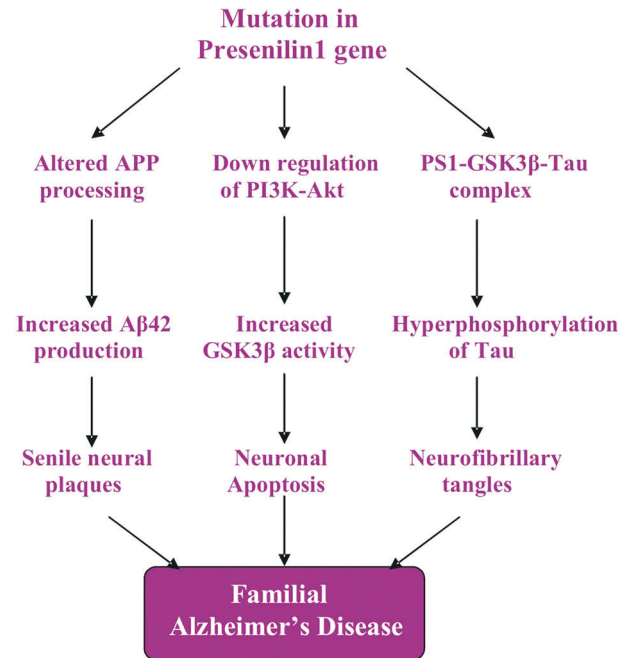 Mutation in
Presenilin1 gene
Altered APP
processing
Down regulation
of PI3K-Akt
PS1-GSK3β-Tau
complex
Increased Aβ42
production
Increased
GSK3β activity
Hyperphosphorylation
of Tau
Senile neural
plaques
Neuronal
Apoptosis
Neurofibrillary
tangles
Familial
Alzheimer’s Disease